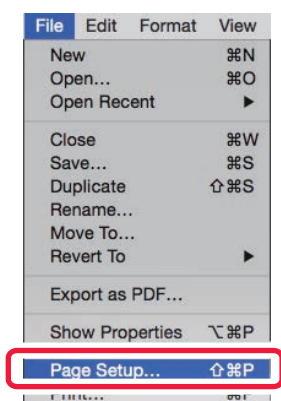 File Edit Format View
New ⌘N
Open... ⌘O
Open Recent ▶
Close ⌘W
Save... ⌘S
Duplicate ⇧⌘S
Rename...
Move To...
Revert To ▶
Export as PDF...
Show Properties ⌥⌘P
Page Setup... ⇧⌘P
Print... ⌘P